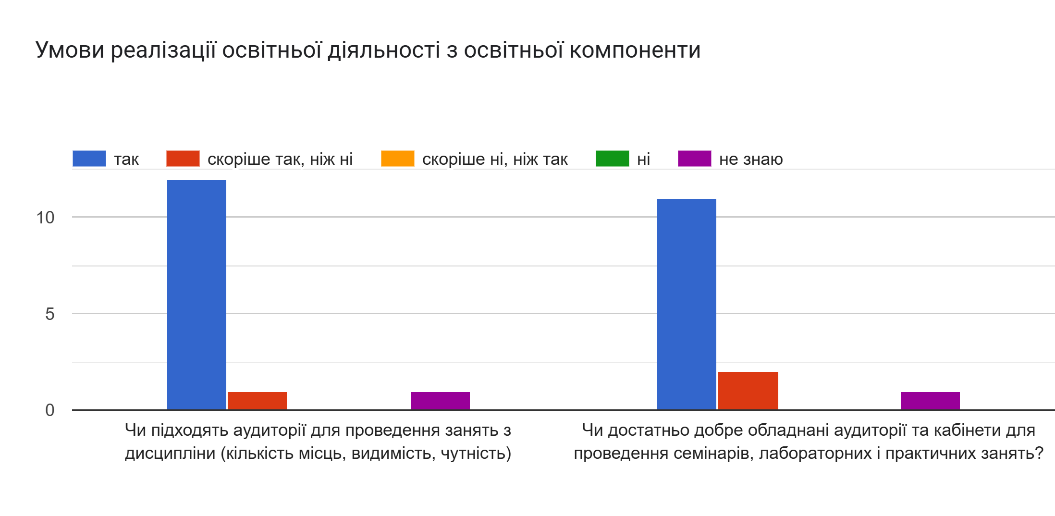 Умови реалізації освітньої діяльності з освітньої компоненти
так скоріше так, ніж ні скоріше ні, ніж так ні не знаю
10
5
0
Чи підходять аудиторії для проведення занять з
дисципліни (кількість місць, видимість, чутність)
Чи достатньо добре обладнані аудиторії та кабінети для
проведення семінарів, лабораторних і практичних занять?